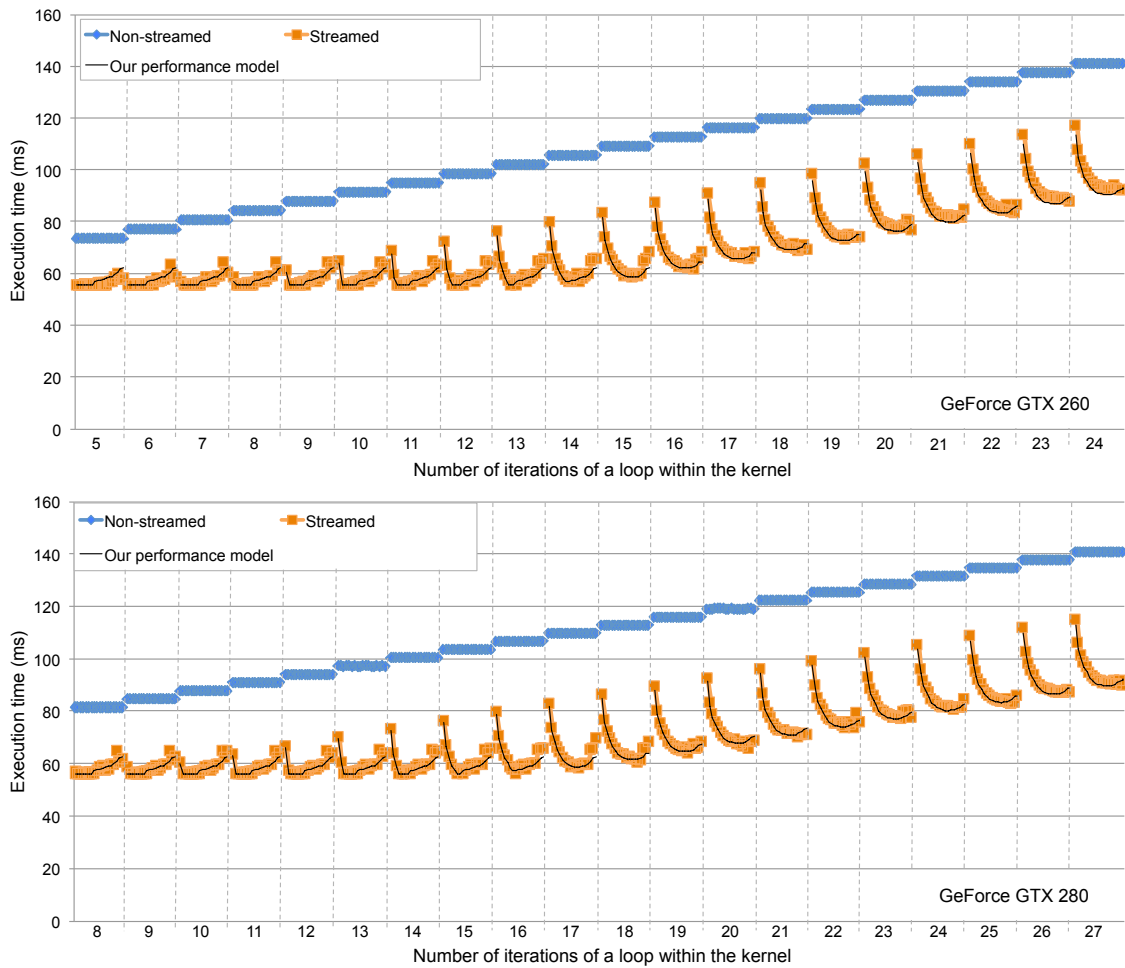 160
Non-streamed Streamed
Our performance model
140
120
100
80
60
40
20
0
Execution time (ms)
GeForce GTX 260
5 6 7 8 9 10 11 12 13 14 15 16 17 18 19 20 21 22 23 24
Number of iterations of a loop within the kernel
160
Non-streamed Streamed
Our performance model
140
120
100
80
60
40
20
0
Execution time (ms)
GeForce GTX 280
8 9 10 11 12 13 14 15 16 17 18 19 20 21 22 23 24 25 26 27
Number of iterations of a loop within the kernel